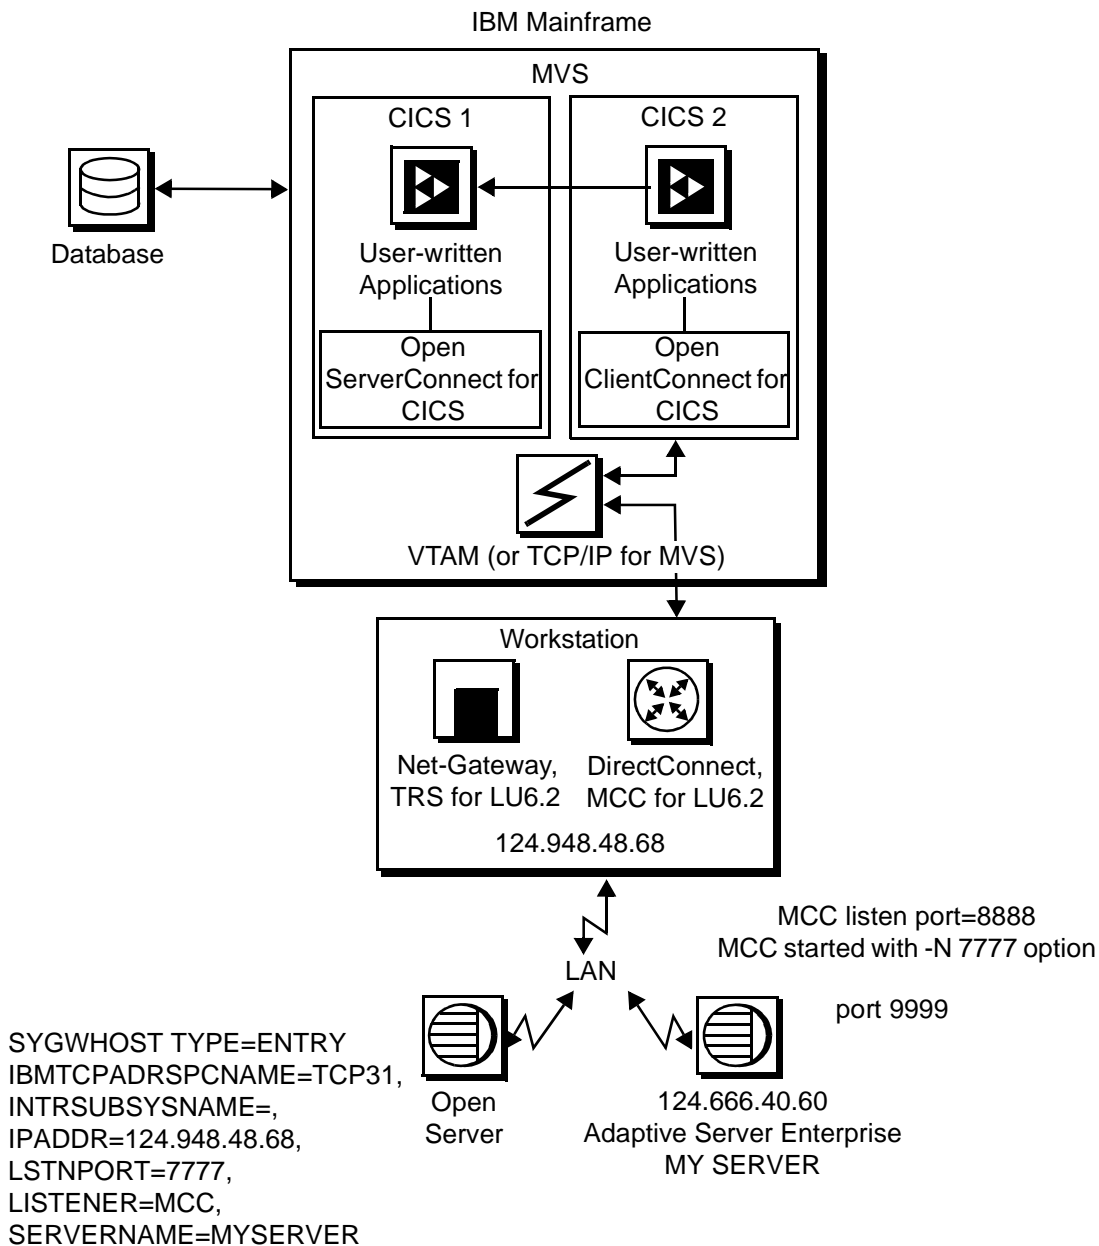 IBM Mainframe
MVS
CICS 1
CICS 2
User-written
Applications
User-written
Applications
Database
Open
ServerConnect for
CICS
Open
ClientConnect for
CICS
VTAM (or TCP/IP for MVS)
Workstation
Net-Gateway,
TRS for LU6.2
DirectConnect,
MCC for LU6.2
124.948.48.68
MCC listen port=8888
MCC started with -N 7777 option
LAN
port 9999
SYGWHOST TYPE=ENTRY
IBMTCPADRSPCNAME=TCP31,
INTRSUBSYSNAME=,
IPADDR=124.948.48.68,
LSTNPORT=7777,
LISTENER=MCC,
SERVERNAME=MYSERVER
Open
Server
124.666.40.60
Adaptive Server Enterprise
MY SERVER